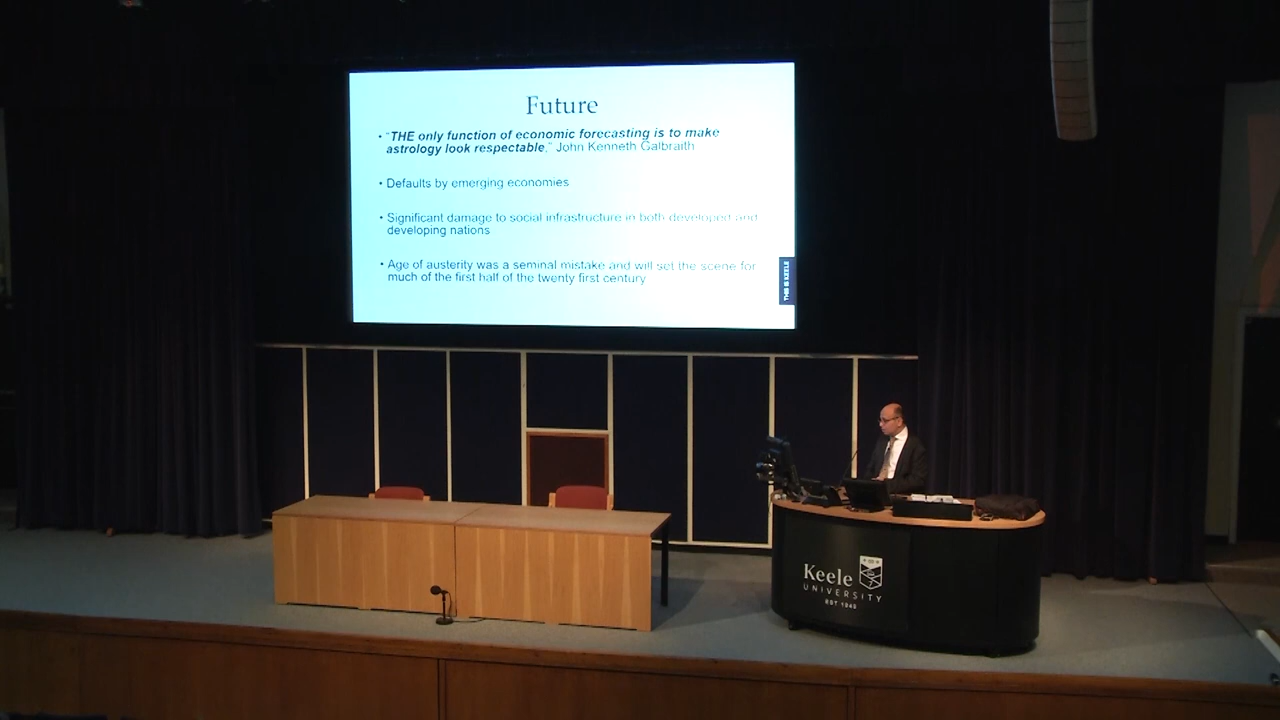 Future
• "THE only function of economic forecasting is to make
astrology look respectable." John Kenneth Galbraith
• Defaults by emerging economies
• Significant damage to social infrastructure in both developed and
developing nations
• Age of austerity was a seminal mistake and will set the scene for
much of the first half of the twenty first century
THIS IS KEELE
Keele
UNIVERSITY
EST 1949